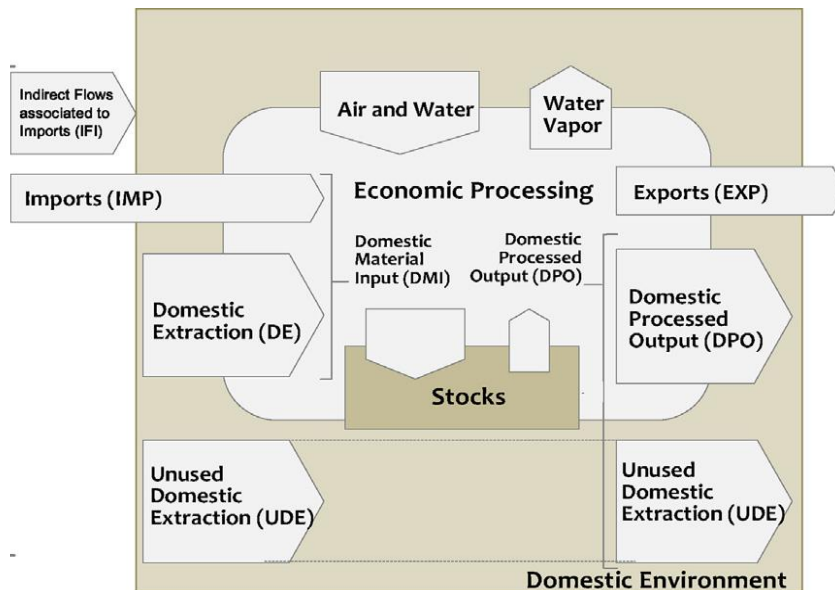 Indirect Flows
associated to
Imports (IFI)
Air and Water
Water
Vapor
Imports (IMP)
Economic Processing
Exports (EXP)
Domestic
Material
Input (DMI)
Domestic
Processed
Output (DPO)
Domestic
Extraction (DE)
Domestic
Processed
Output (DPO)
Stocks
Unused
Domestic
Extraction (UDE)
Unused
Domestic
Extraction (UDE)
Domestic Environment